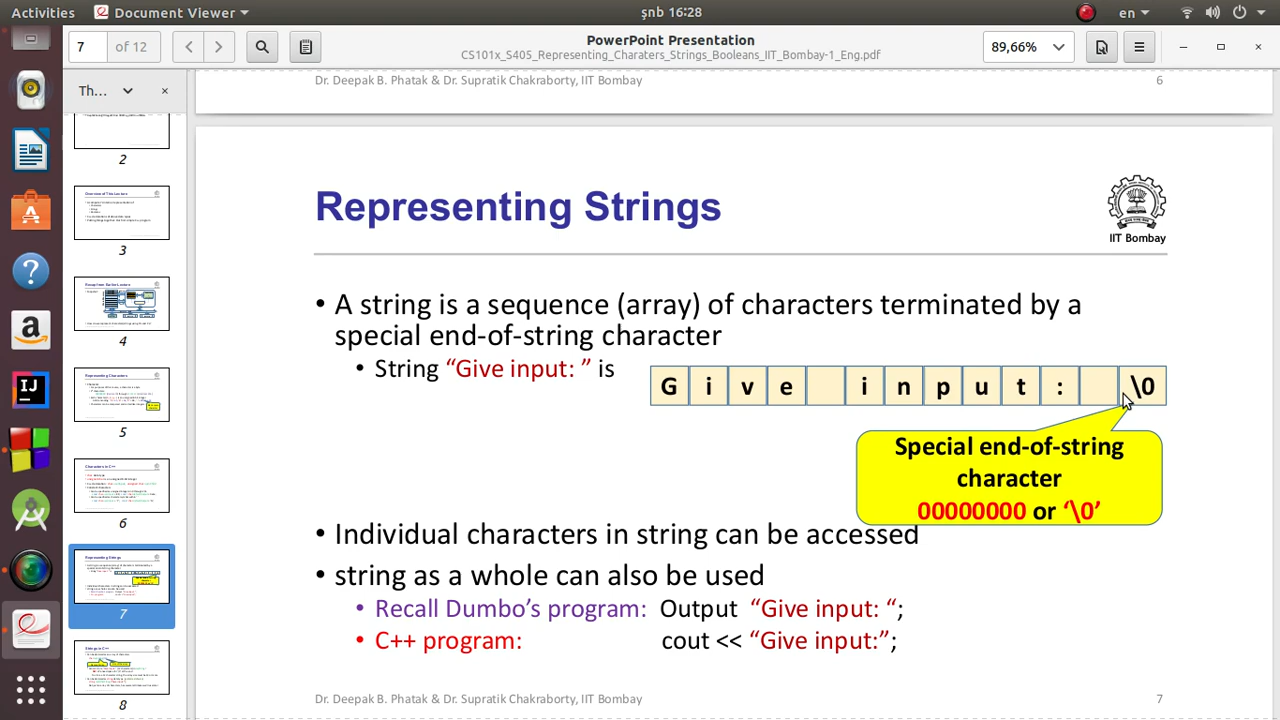 Activities Document Viewer şnb 16:28 en
7 of 12 PowerPoint Presentation 89,66%
CS101x_S405_Representing_Charaters_Strings_Booleans_IIT_Bombay-1_Eng.pdf
Th...
2
3
4
5
6
7
8
Dr. Deepak B. Phatak & Dr. Supratik Chakraborty, IIT Bombay 6
Representing Strings
IIT Bombay
• A string is a sequence (array) of characters terminated by a
special end-of-string character
• String “Give input: ” is
G i v e i n p u t : \0
Special end-of-string
character
00000000 or ‘\0’
• Individual characters in string can be accessed
• string as a whole can also be used
• Recall Dumbo’s program: Output “Give input: “;
• C++ program: cout << “Give input:”;
Dr. Deepak B. Phatak & Dr. Supratik Chakraborty, IIT Bombay 7